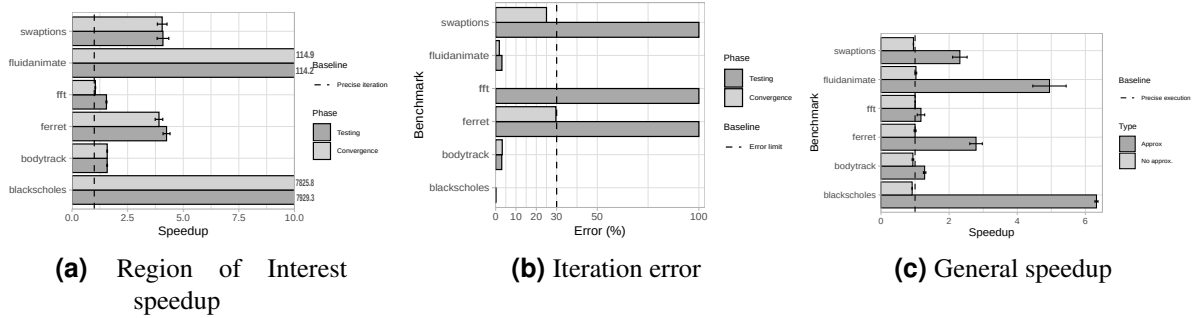 swaptions
fluidanimate
fft
ferret
bodytrack
blackscholes
114.9
114.2
7825.8
7929.3
0.0 2.5 5.0 7.5 10.0
Speedup
Baseline
Precise iteration
Phase
Testing
Convergence
(a) Region of Interest
speedup
Benchmark
swaptions
fluidanimate
fft
ferret
bodytrack
blackscholes
0 10 20 30 50 100
Error (%)
Phase
Testing
Convergence
Baseline
Error limit
(b) Iteration error
Benchmark
swaptions
fluidanimate
fft
ferret
bodytrack
blackscholes
0 2 4 6
Speedup
Baseline
Precise execution
Type
Approx
No approx.
(c) General speedup